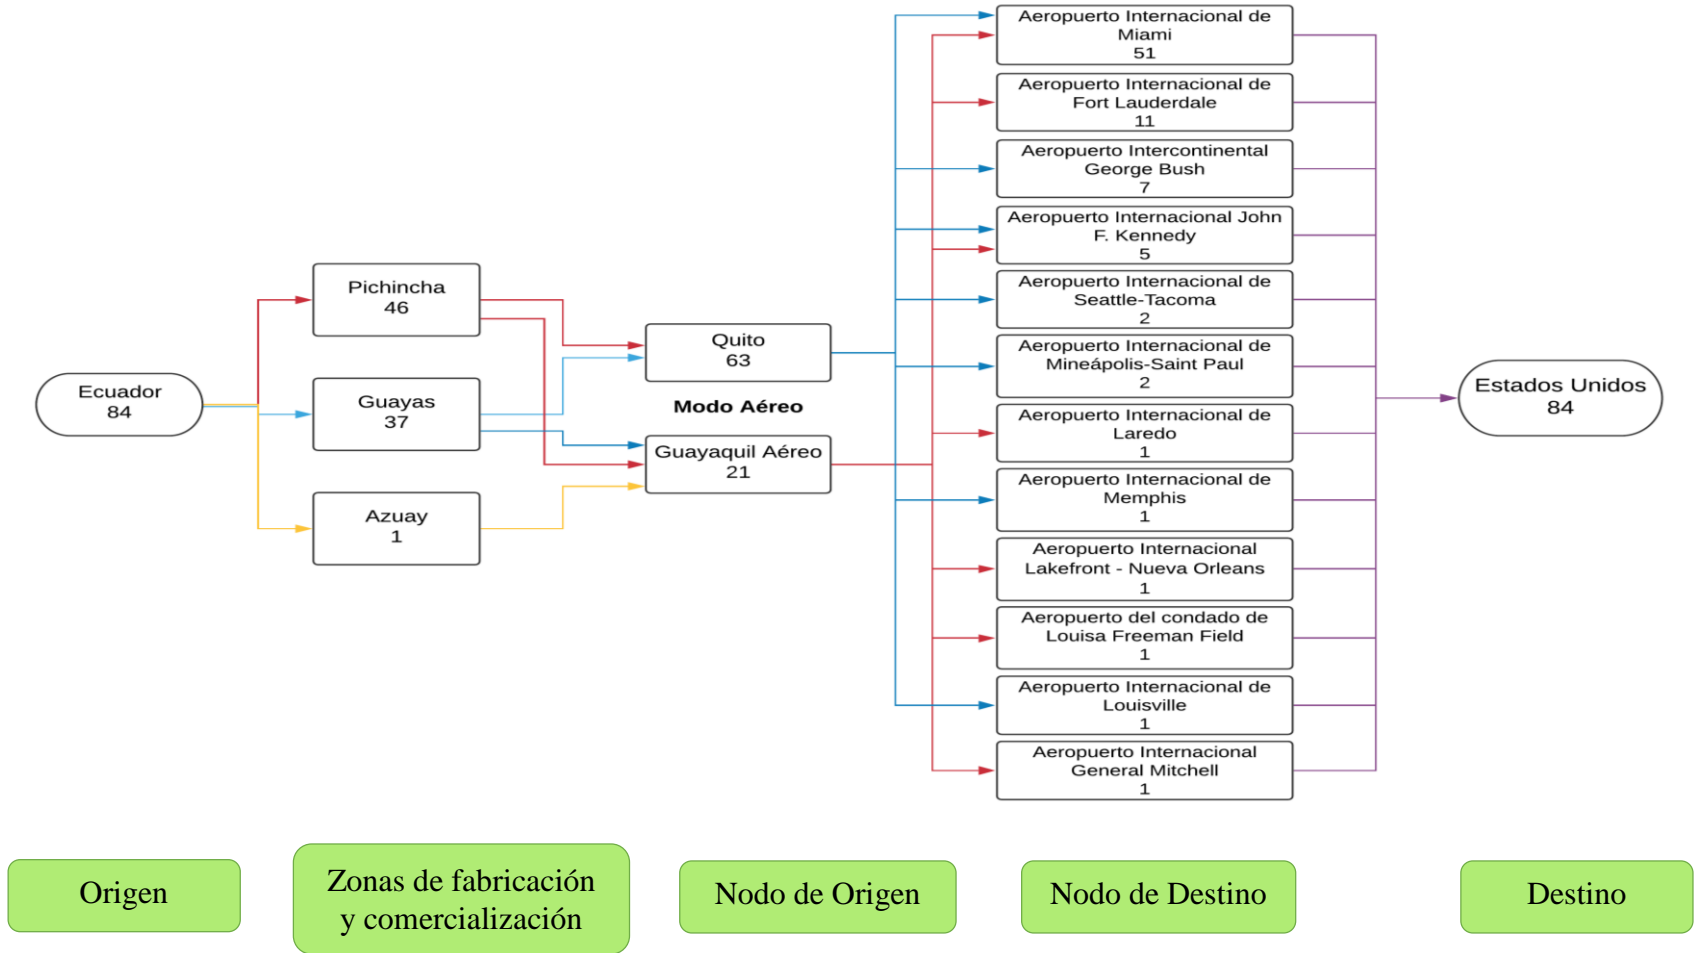 Ecuador
84
Pichincha
46
Guayas
37
Azuay
1
Quito
63
Modo Aéreo
Guayaquil Aéreo
21
Aeropuerto Internacional de
Miami
51
Aeropuerto Internacional de
Fort Lauderdale
11
Aeropuerto Intercontinental
George Bush
7
Aeropuerto Internacional John
F. Kennedy
5
Aeropuerto Internacional de
Seattle-Tacoma
2
Aeropuerto Internacional de
Mineápolis-Saint Paul
2
Aeropuerto Internacional de
Laredo
1
Aeropuerto Internacional de
Memphis
1
Aeropuerto Internacional
Lakefront - Nueva Orleans
1
Aeropuerto del condado de
Louisa Freeman Field
1
Aeropuerto Internacional de
Louisville
1
Aeropuerto Internacional
General Mitchell
1
Estados Unidos
84
Origen
Zonas de fabricación
y comercialización
Nodo de Origen
Nodo de Destino
Destino